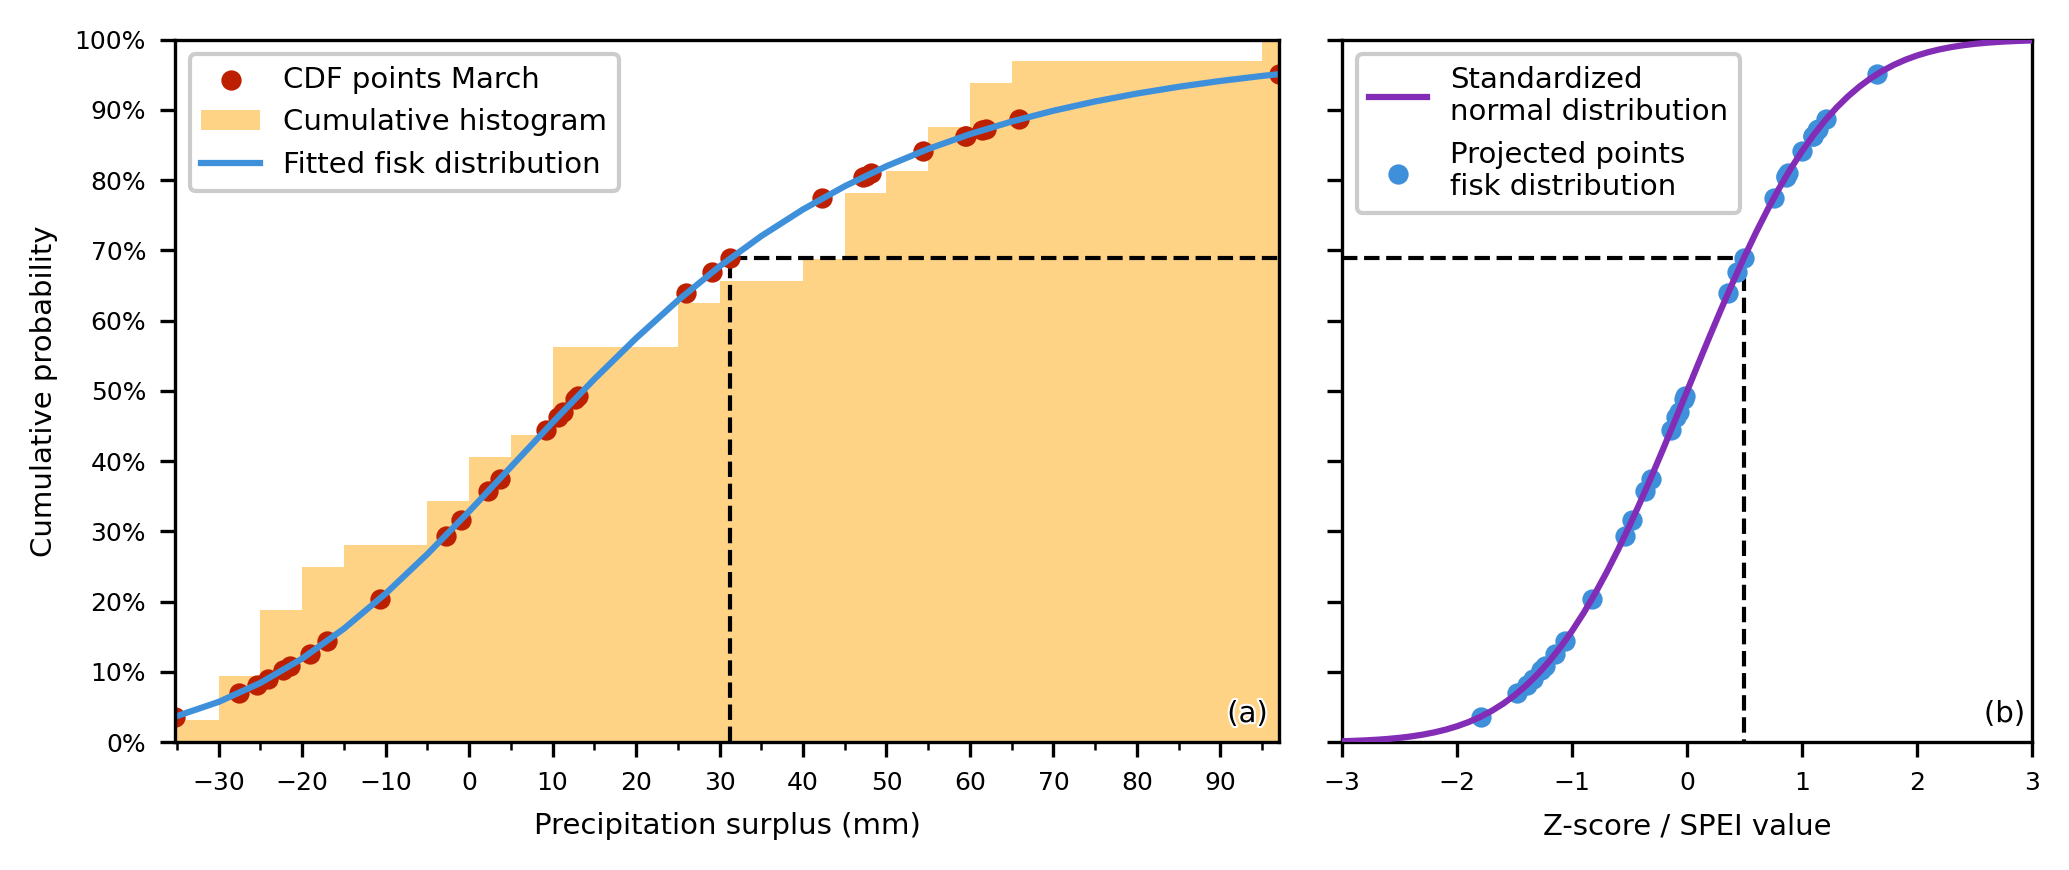 100%
90%
80%
70%
60%
50%
40%
30%
20%
10%
0%
Cumulative probability
CDF points March
Cumulative histogram
Fitted fisk distribution
(a)
−30 −20 −10 0 10 20 30 40 50 60 70 80 90
Precipitation surplus (mm)
Standardized
normal distribution
Projected points
fisk distribution
(b)
−3 −2 −1 0 1 2 3
Z-score / SPEI value